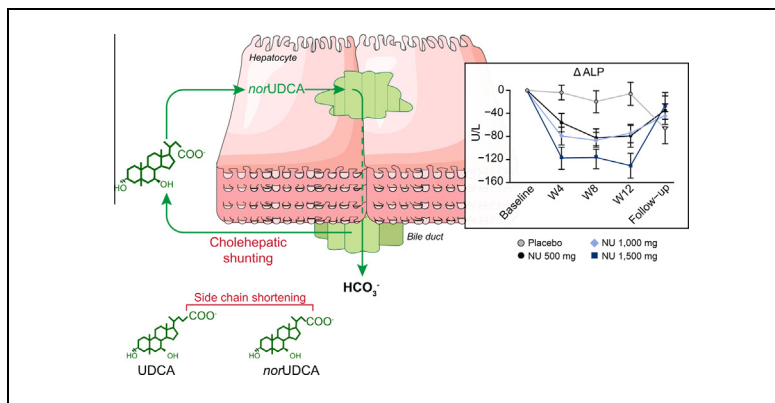 Hepatocyte
norUDCA
COO-
HO
OH
Cholehepatic
shunting
Bile duct
HCO3-
Side chain shortening
COO-
HO
OH
UDCA
COO-
HO
OH
norUDCA
Δ ALP
U/L
0
−40
−80
−120
−160
Baseline
W4
W8
W12
Follow−up
Placebo
NU 500 mg
NU 1,000 mg
NU 1,500 mg